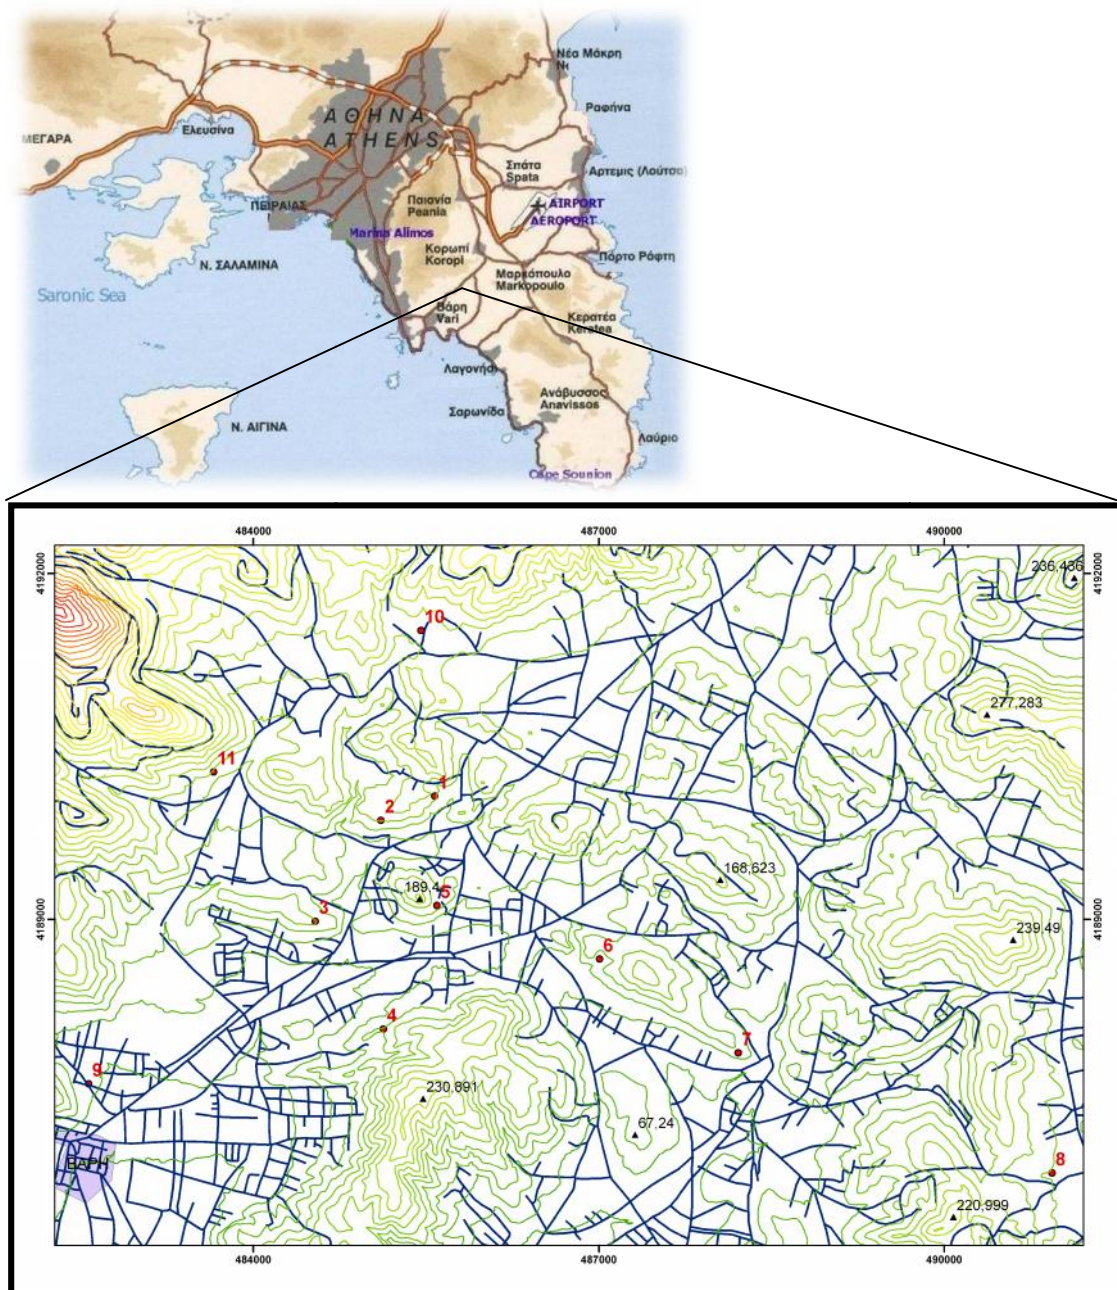 Νέα Μάκρη
Ν
Ραφήνα
ΑΘΗΝΑ
ATHENS
ΜΕΓΑΡΑ
Ελευσίνα
Σπάτα
Spata
Αρτεμις (Λούτσα)
ΠΕΙΡΑΙΑΣ
Παιανία
Peania
AIRPORT
AEROPORT
Marina Alimos
Κορωπί
Koropi
Πόρτο Ράφτη
Ν. ΣΑΛΑΜΙΝΑ
Μαρκόπουλο
Markopoulo
Saronic Sea
Βάρη
Vari
Κερατέα
Keratea
Λαγονήσι
Ανάβυσσος
Anavissos
Σαρωνίδα
Ν. ΑΙΓΙΝΑ
Λαύριο
Cape Sounion
484000 487000 490000
4192000 236,436 4192000
10
277,283
11
1
2
168,623
189,4
5
3
4189000 4189000
239,49
6
4
7
9
230,891
67,24
ΒΑΡΗ
8
220,999
484000 487000 490000